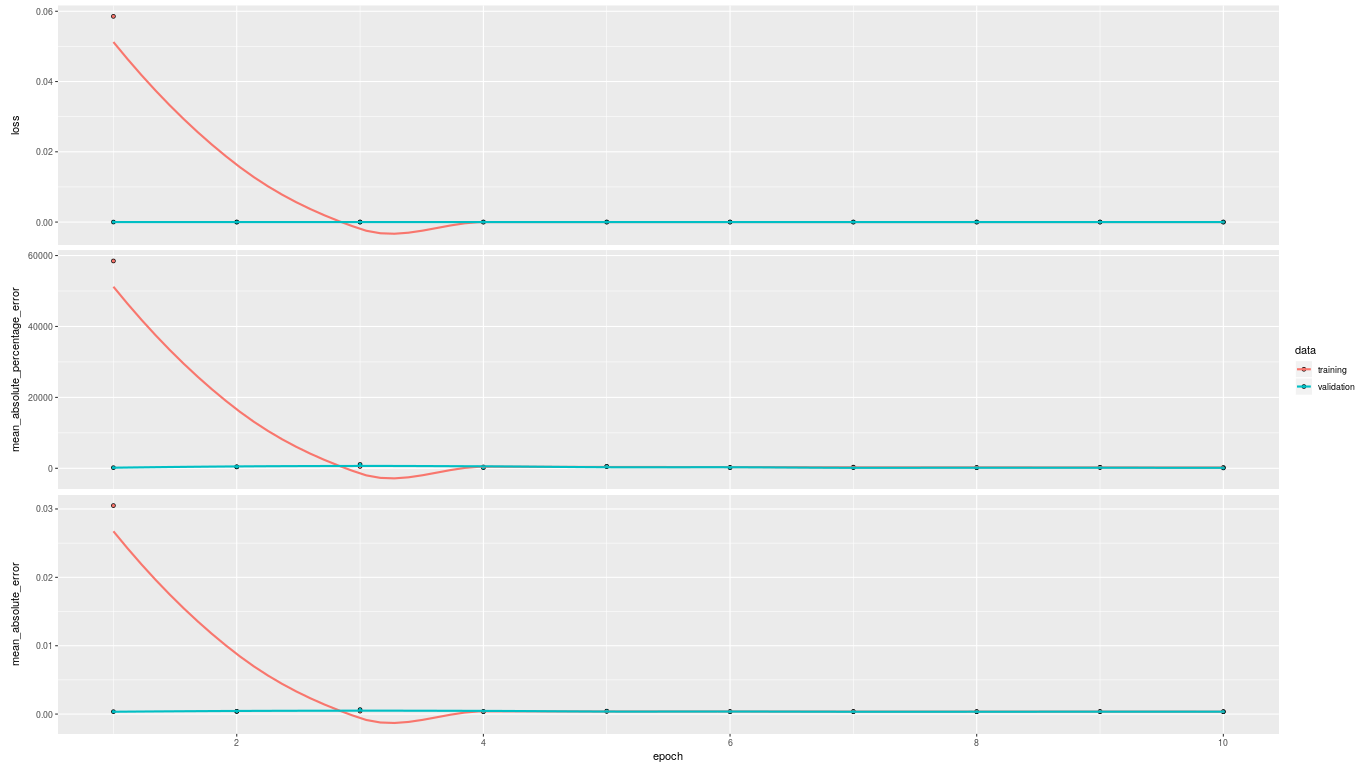 0.06
0.04
0.02
0.00
loss
60000
40000
20000
0
mean_absolute_percentage_error
0.03
0.02
0.01
0.00
mean_absolute_error
2
4
6
8
10
epoch
data
training
validation